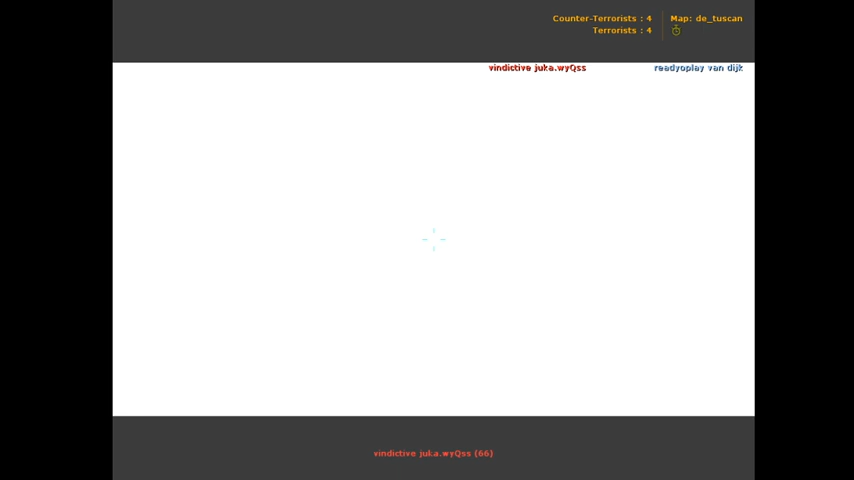 Counter-Terrorists : 4
Map: de_tuscan
Terrorists : 4
vindictive juka.wyQss
readyoplay van dijk
vindictive juka.wyQss (66)